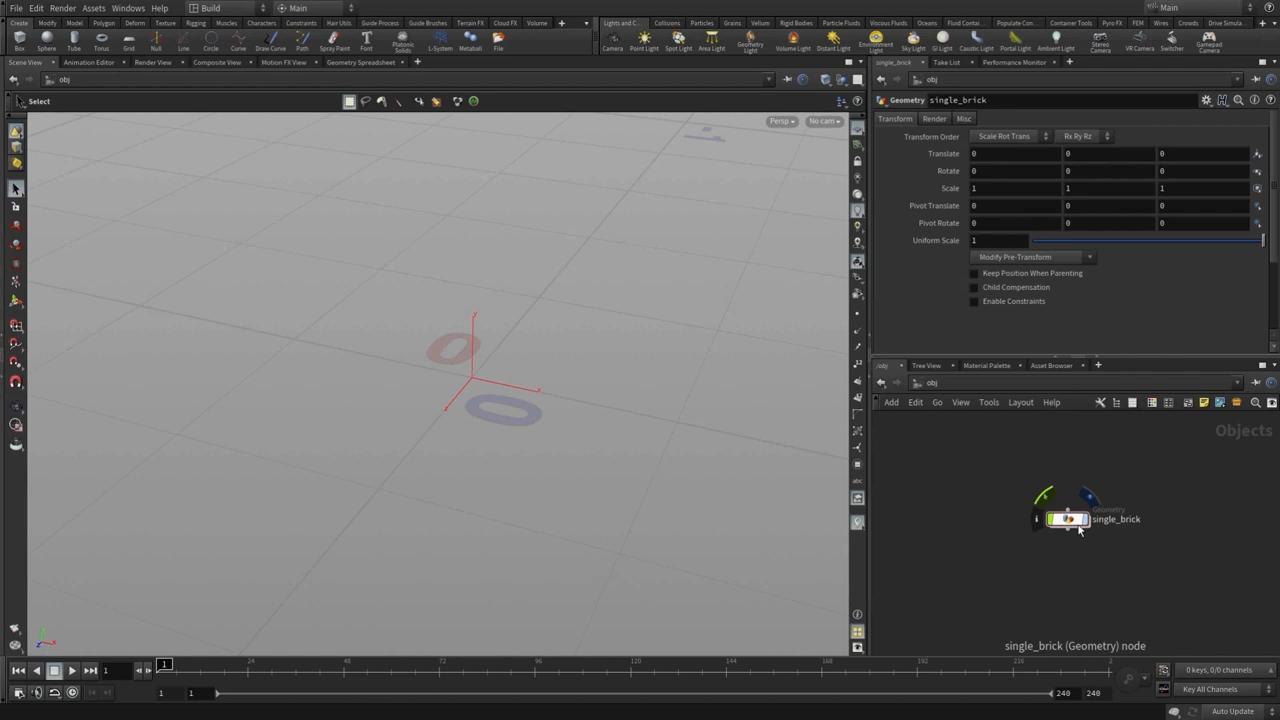 File Edit Render Assets Windows Help Build Main Main
Create Modify Model Polygon Deform Texture Rigging Muscles Characters Constraints Hair Utils Guide Process Guide Brushes Terrain FX Cloud FX Volume
Lights and C... Collisions Particles Grains Vellum Rigid Bodies Particle Fluids Viscous Fluids Oceans Fluid Contai... Populate Con... Container Tools Pyro FX FEM Wires Crowds Drive Simula...
Box Sphere Tube Torus Grid Null Line Circle Curve Draw Curve Path Spray Paint Font Platonic Solids L-System Metaball File
Camera Point Light Spot Light Area Light Geometry Light Volume Light Distant Light Environment Light Sky Light GI Light Caustic Light Portal Light Ambient Light Stereo Camera VR Camera Switcher Gamepad Camera
Scene View Animation Editor Render View Composite View Motion FX View Geometry Spreadsheet
single_brick Take List Performance Monitor
obj
obj
Select
Geometry single_brick
Persp No cam
Transform Render Misc
Transform Order Scale Rot Trans Rx Ry Rz
Translate 0 0 0
Rotate 0 0 0
Scale 1 1 1
Pivot Translate 0 0 0
Pivot Rotate 0 0 0
Uniform Scale 1
Modify Pre-Transform
Keep Position When Parenting
Child Compensation
Enable Constraints
y
x
z
0
0
/obj Tree View Material Palette Asset Browser
obj
Add Edit Go View Tools Layout Help
abc
Objects
Geometry
single_brick
single_brick (Geometry) node
1 1 24 48 72 96 120 144 168 192 216 2
0 keys, 0/0 channels
1 1 240 240
Key All Channels
Auto Update